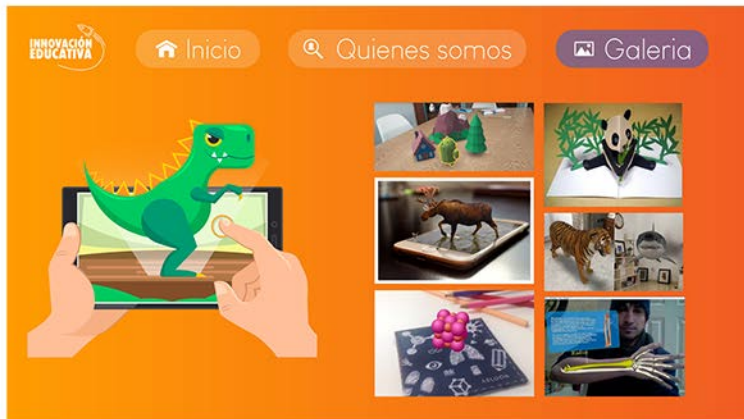 INNOVACIÓN
EDUCATIVA
Inicio
Quienes somos
Galeria